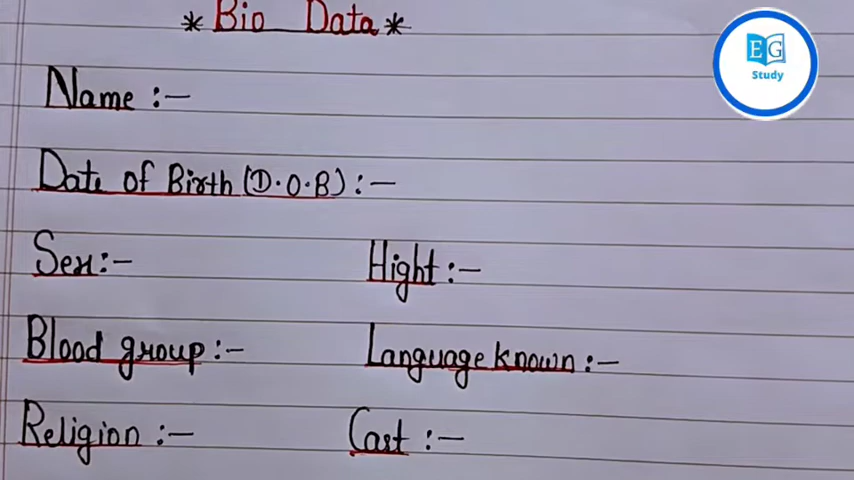 * Bio Data *
EG
Study
Name :-
Date of Birth (D.O.B) :-
Sex:- Hight :-
Blood group :- Language known :-
Religion :- Cast :-